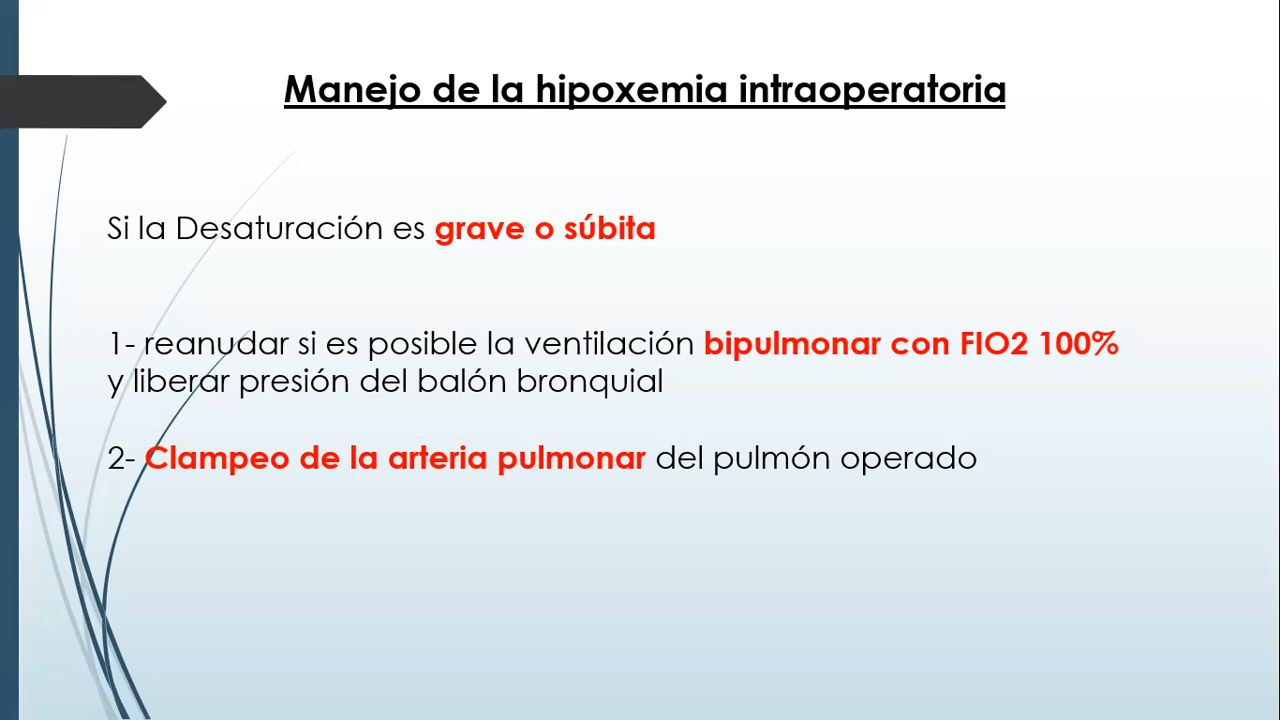 Manejo de la hipoxemia intraoperatoria
Si la Desaturación es grave o súbita
1- reanudar si es posible la ventilación bipulmonar con FIO2 100%
y liberar presión del balón bronquial
2- Clampeo de la arteria pulmonar del pulmón operado